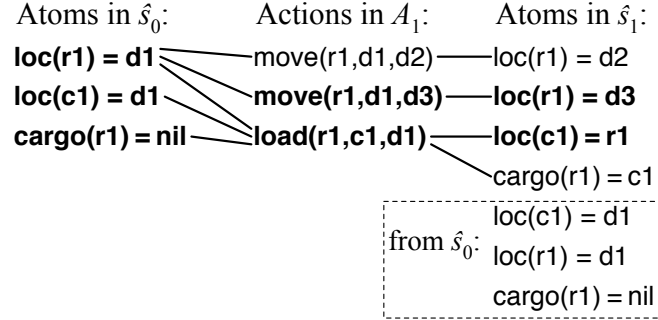 Atoms in ŝ₀: Actions in A₁: Atoms in ŝ₁:
loc(r1) = d1 move(r1,d1,d2) loc(r1) = d2
loc(c1) = d1 move(r1,d1,d3) loc(r1) = d3
cargo(r1) = nil load(r1,c1,d1) loc(c1) = r1
cargo(r1) = c1
loc(c1) = d1
from ŝ₀: loc(r1) = d1
cargo(r1) = nil